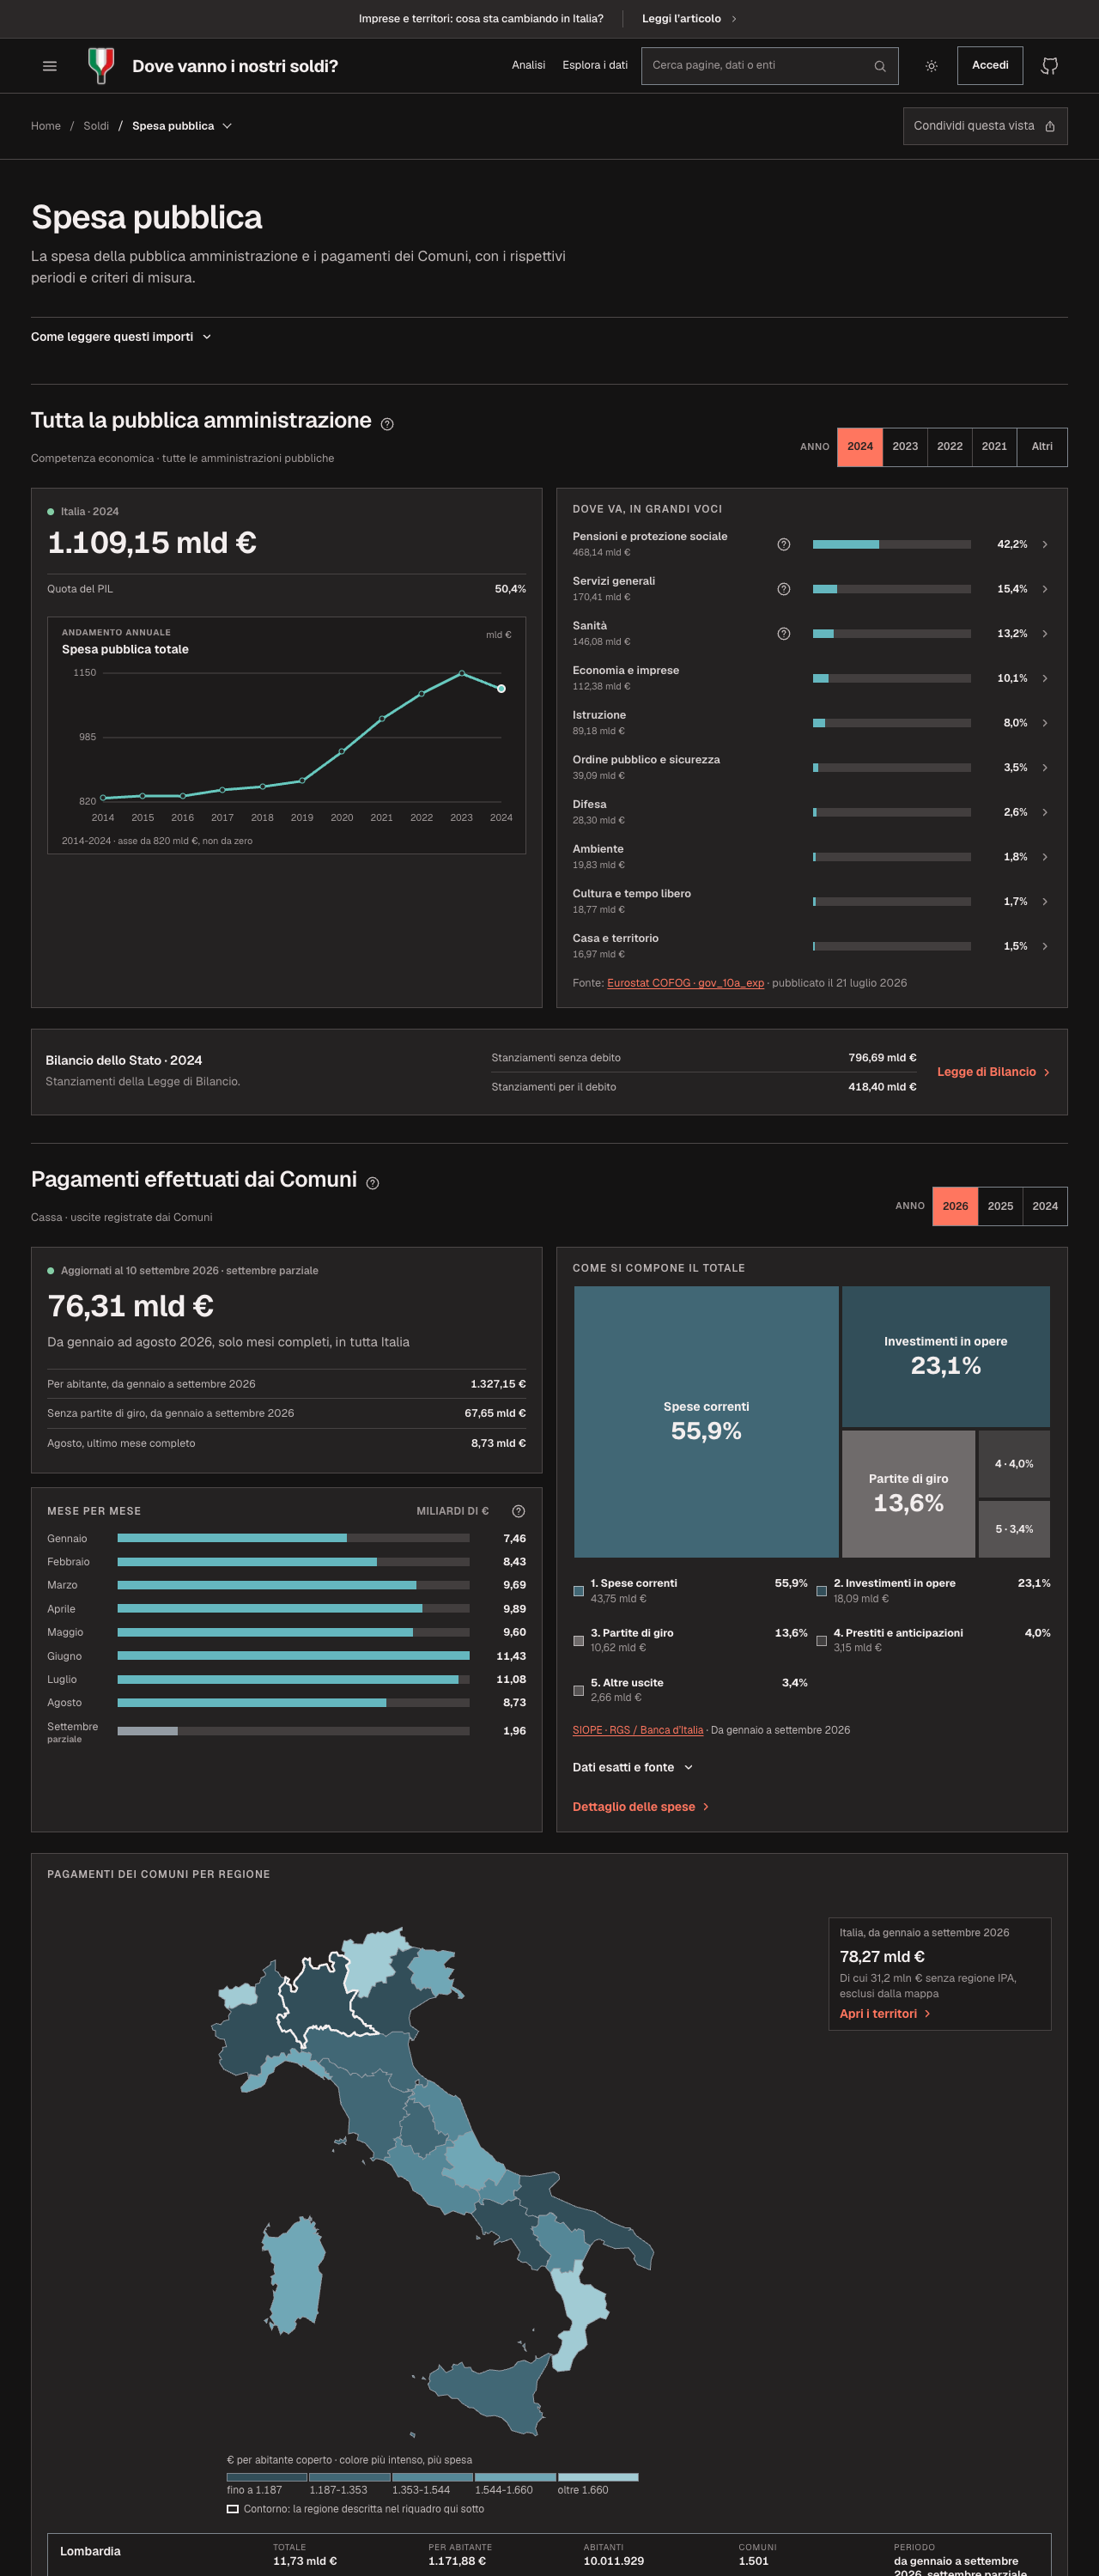 Imprese e territori: cosa sta cambiando in Italia?
Leggi l'articolo
Dove vanno i nostri soldi?
Analisi
Esplora i dati
Cerca pagine, dati o enti
Accedi
Home / Soldi / Spesa pubblica
Condividi questa vista
Spesa pubblica
La spesa della pubblica amministrazione e i pagamenti dei Comuni, con i rispettivi
periodi e criteri di misura.
Come leggere questi importi
Tutta la pubblica amministrazione
Competenza economica · tutte le amministrazioni pubbliche
ANNO
2024
2023
2022
2021
Altri
Italia · 2024
1.109,15 mld €
Quota del PIL
50,4%
ANDAMENTO ANNUALE
mld €
Spesa pubblica totale
1150
985
820
2014
2015
2016
2017
2018
2019
2020
2021
2022
2023
2024
2014-2024 · asse da 820 mld €, non da zero
DOVE VA, IN GRANDI VOCI
Pensioni e protezione sociale
468,14 mld €
42,2%
Servizi generali
170,41 mld €
15,4%
Sanità
146,08 mld €
13,2%
Economia e imprese
112,38 mld €
10,1%
Istruzione
89,18 mld €
8,0%
Ordine pubblico e sicurezza
39,09 mld €
3,5%
Difesa
28,30 mld €
2,6%
Ambiente
19,83 mld €
1,8%
Cultura e tempo libero
18,77 mld €
1,7%
Casa e territorio
16,97 mld €
1,5%
Fonte: Eurostat COFOG · gov_10a_exp · pubblicato il 21 luglio 2026
Bilancio dello Stato · 2024
Stanziamenti della Legge di Bilancio.
Stanziamenti senza debito
796,69 mld €
Stanziamenti per il debito
418,40 mld €
Legge di Bilancio
Pagamenti effettuati dai Comuni
Cassa · uscite registrate dai Comuni
ANNO
2026
2025
2024
Aggiornati al 10 settembre 2026 · settembre parziale
76,31 mld €
Da gennaio ad agosto 2026, solo mesi completi, in tutta Italia
Per abitante, da gennaio a settembre 2026
1.327,15 €
Senza partite di giro, da gennaio a settembre 2026
67,65 mld €
Agosto, ultimo mese completo
8,73 mld €
MESE PER MESE
MILIARDI DI €
Gennaio
7,46
Febbraio
8,43
Marzo
9,69
Aprile
9,89
Maggio
9,60
Giugno
11,43
Luglio
11,08
Agosto
8,73
Settembre
parziale
1,96
COME SI COMPONE IL TOTALE
Spese correnti
55,9%
Investimenti in opere
23,1%
Partite di giro
13,6%
4 · 4,0%
5 · 3,4%
1. Spese correnti
55,9%
43,75 mld €
2. Investimenti in opere
23,1%
18,09 mld €
3. Partite di giro
13,6%
10,62 mld €
4. Prestiti e anticipazioni
4,0%
3,15 mld €
5. Altre uscite
3,4%
2,66 mld €
SIOPE · RGS / Banca d'Italia · Da gennaio a settembre 2026
Dati esatti e fonte
Dettaglio delle spese
PAGAMENTI DEI COMUNI PER REGIONE
Italia, da gennaio a settembre 2026
78,27 mld €
Di cui 31,2 mln € senza regione IPA,
esclusi dalla mappa
Apri i territori
€ per abitante coperto · colore più intenso, più spesa
fino a 1.187
1.187-1.353
1.353-1.544
1.544-1.660
oltre 1.660
Contorno: la regione descritta nel riquadro qui sotto
Lombardia
TOTALE
11,73 mld €
PER ABITANTE
1.171,88 €
ABITANTI
10.011.929
COMUNI
1.501
PERIODO
da gennaio a settembre
2026, settembre parziale